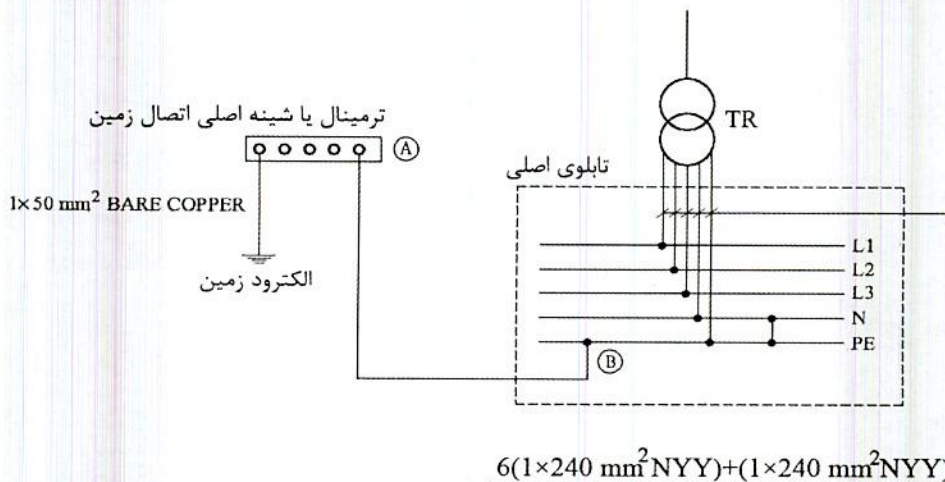 TR
ترمینال یا شینه اصلی اتصال زمین
A
تابلوی اصلی
1×50 mm² BARE COPPER
الکترود زمین
L1
L2
L3
N
PE
B
6(1×240 mm²NYY)+(1×240 mm²NYY)